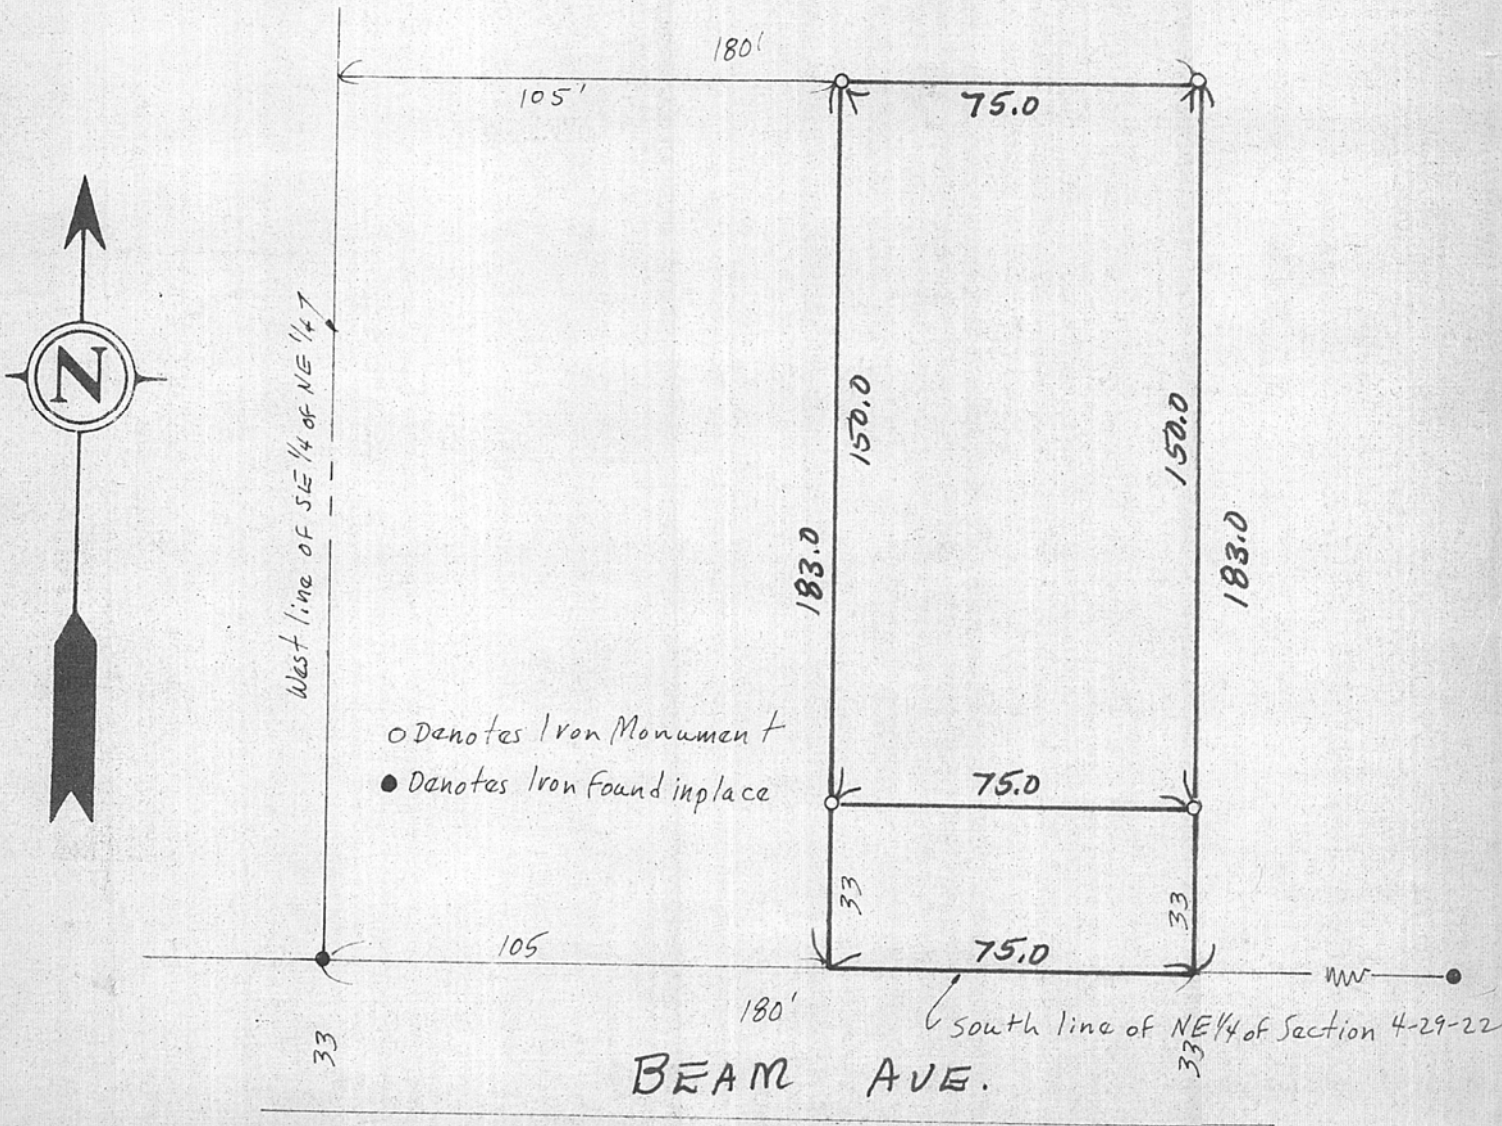 180'
105'
75.0
N
West line of SE 1/4 of NE 1/4
150.0
150.0
183.0
183.0
o Denotes Iron Monument
● Denotes Iron Found inplace
75.0
33
33
105
75.0
180'
south line of NE 1/4 of Section 4-29-22
33
33
BEAM AVE.